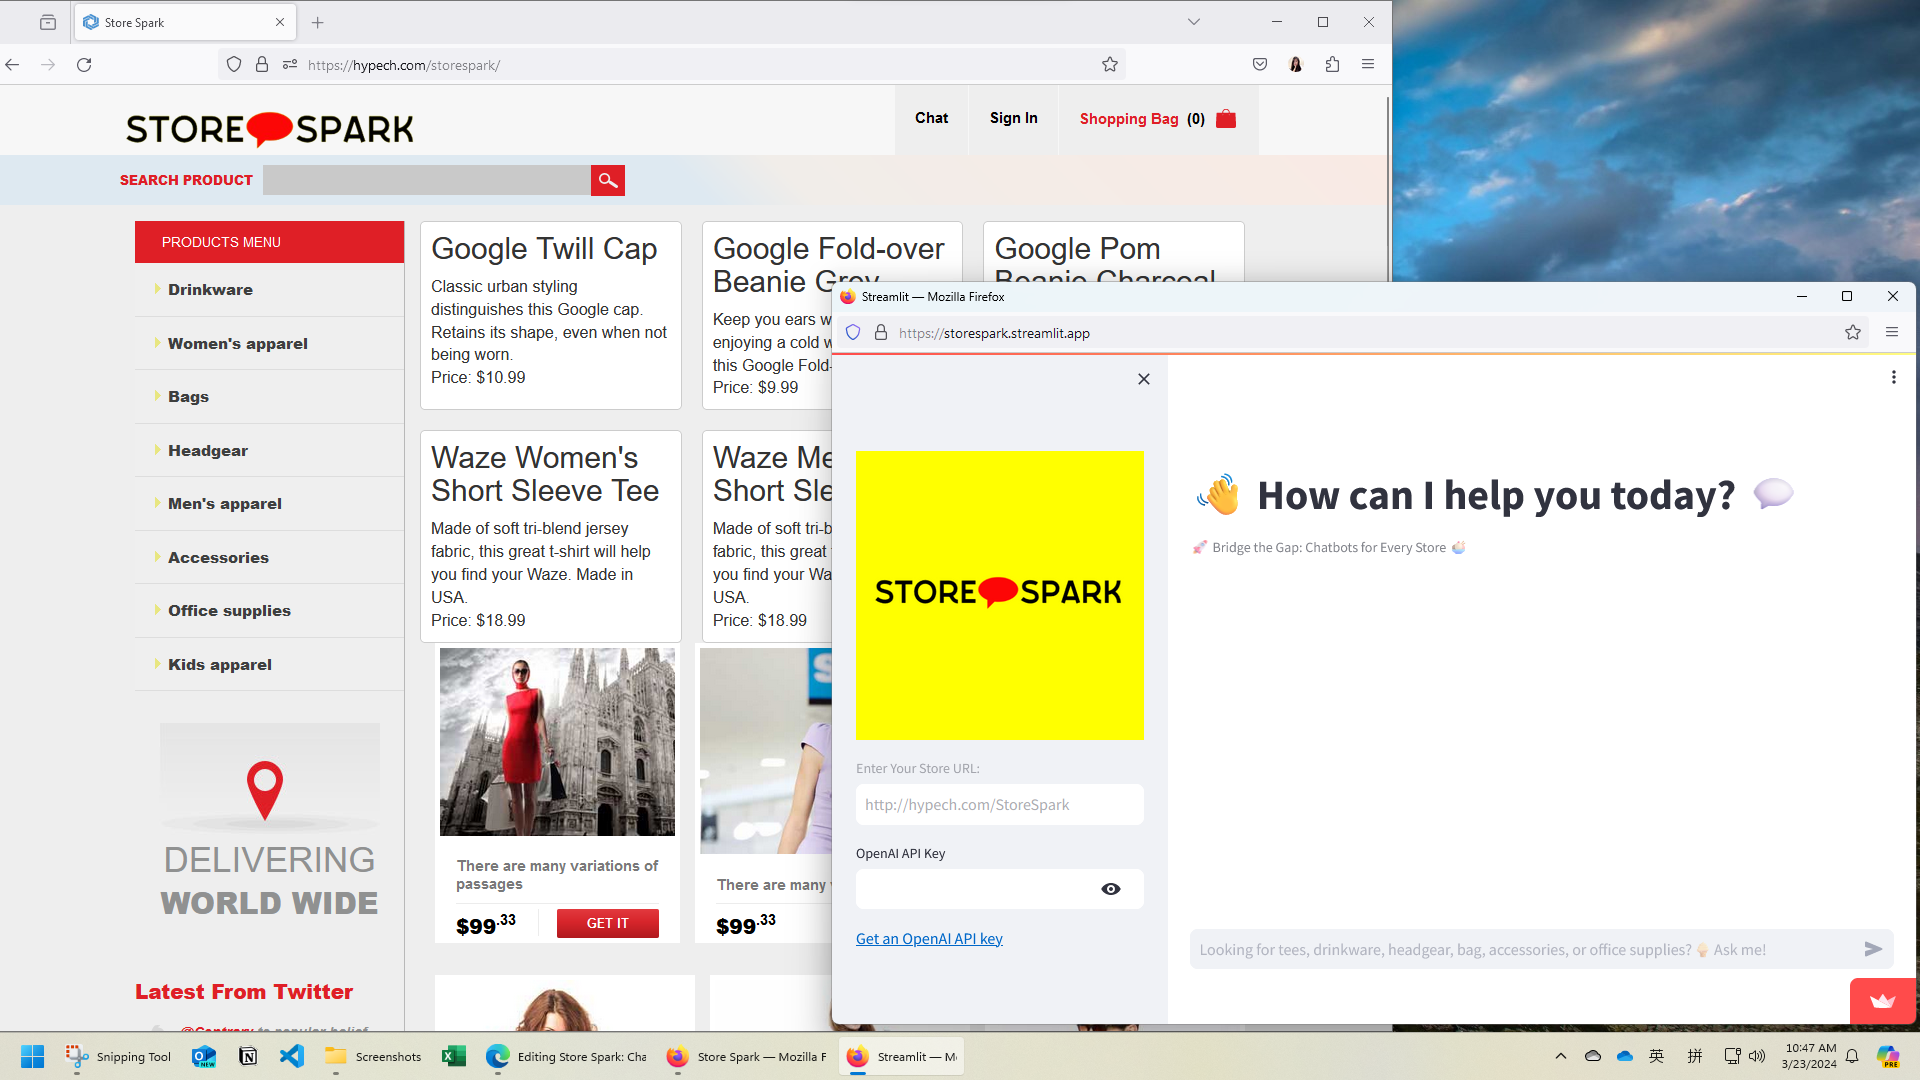 Store Spark
https://hypech.com/storespark/
STORE SPARK
Chat
Sign In
Shopping Bag (0)
SEARCH PRODUCT
PRODUCTS MENU
Drinkware
Women's apparel
Bags
Headgear
Men's apparel
Accessories
Office supplies
Kids apparel
DELIVERING
WORLD WIDE
Latest From Twitter
Google Twill Cap
Classic urban styling
distinguishes this Google cap.
Retains its shape, even when not
being worn.
Price: $10.99
Google Fold-over
Beanie Grey
Keep you ears w
enjoying a cold w
this Google Fold-
Price: $9.99
Google Pom
Beanie Charcoal
Waze Women's
Short Sleeve Tee
Made of soft tri-blend jersey
fabric, this great t-shirt will help
you find your Waze. Made in
USA.
Price: $18.99
Waze Me
Short Sle
Made of soft tri-b
fabric, this great
you find your Wa
USA.
Price: $18.99
There are many variations of
passages
$99.33
GET IT
There are many v
$99.33
Streamlit — Mozilla Firefox
https://storespark.streamlit.app
STORE SPARK
Enter Your Store URL:
http://hypech.com/StoreSpark
OpenAI API Key
Get an OpenAI API key
👋 How can I help you today? 💬
🚀 Bridge the Gap: Chatbots for Every Store
Looking for tees, drinkware, headgear, bag, accessories, or office supplies? Ask me!
Snipping Tool
NEW
Screenshots
Editing Store Spark: Cha
Store Spark — Mozilla F
Streamlit — M
英
拼
10:47 AM
3/23/2024
PRE